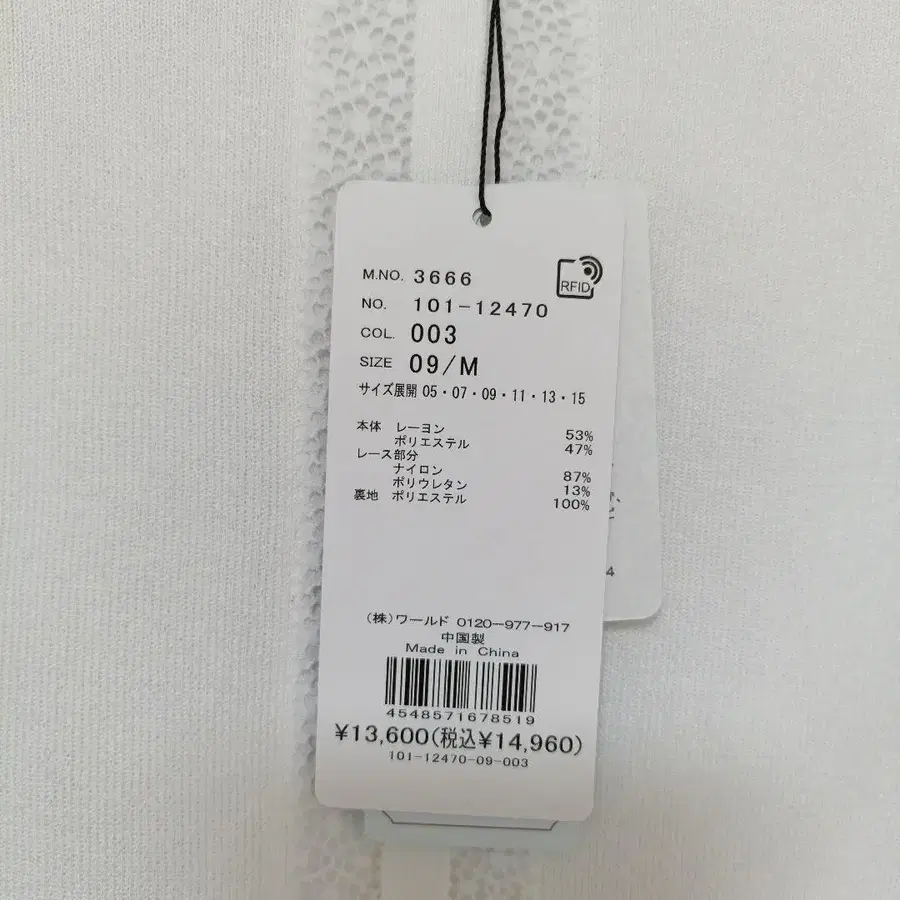 M.NO. 3666
RFID
NO. 101-12470
COL. 003
SIZE 09/M
サイズ展開 05・07・09・11・13・15
本体 レーヨン 53%
ポリエステル 47%
レース部分
ナイロン 87%
ポリウレタン 13%
裏地 ポリエステル 100%
4
(株)ワールド 0120-977-917
中国製
Made in China
4548571678519
¥13,600(税込¥14,960)
101-12470-09-003